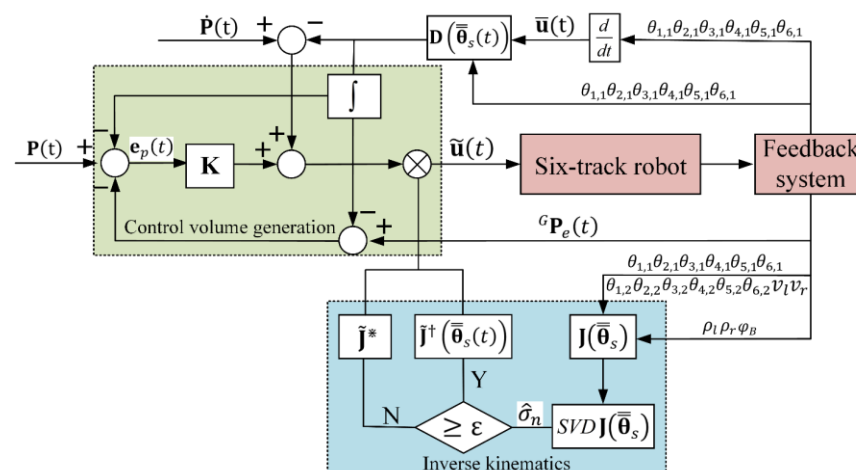 Ṗ(t) + − D(θ̿ₛ(t)) u̅(t) d/dt θ₁,₁θ₂,₁θ₃,₁θ₄,₁θ₅,₁θ₆,₁
∫ θ₁,₁θ₂,₁θ₃,₁θ₄,₁θ₅,₁θ₆,₁
P(t) + − − eₚ(t) K + + ũ(t) Six-track robot Feedback
system
Control volume generation − + ᴳPₑ(t)
θ₁,₁θ₂,₁θ₃,₁θ₄,₁θ₅,₁θ₆,₁
θ₁,₂θ₂,₂θ₃,₂θ₄,₂θ₅,₂θ₆,₂vₗvᵣ
J̃※ J̃†(θ̿ₛ(t)) J(θ̿ₛ) ρₗρᵣφ_B
Y
N ≥ ε σ̂ₙ SVD J(θ̿ₛ)
Inverse kinematics